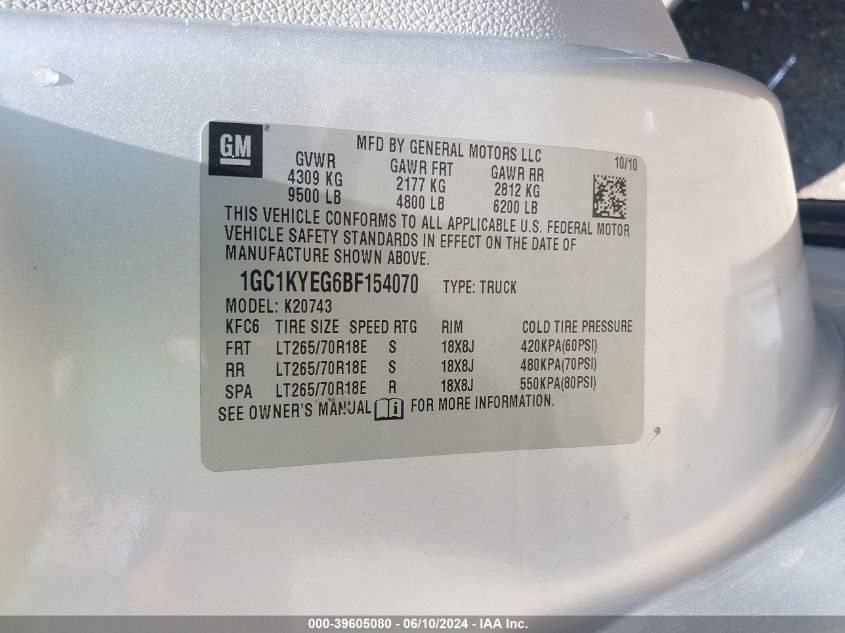 GM ®
MFD BY GENERAL MOTORS LLC 10/10
GVWR GAWR FRT GAWR RR
4309 KG 2177 KG 2812 KG
9500 LB 4800 LB 6200 LB
THIS VEHICLE CONFORMS TO ALL APPLICABLE U.S. FEDERAL MOTOR
VEHICLE SAFETY STANDARDS IN EFFECT ON THE DATE OF
MANUFACTURE SHOWN ABOVE.
1GC1KYEG6BF154070 TYPE: TRUCK
MODEL: K20743
KFC6 TIRE SIZE SPEED RTG RIM COLD TIRE PRESSURE
FRT LT265/70R18E S 18X8J 420KPA(60PSI)
RR LT265/70R18E S 18X8J 480KPA(70PSI)
SPA LT265/70R18E R 18X8J 550KPA(80PSI)
SEE OWNER'S MANUAL i FOR MORE INFORMATION.
000-39605080 - 06/10/2024 - IAA Inc.